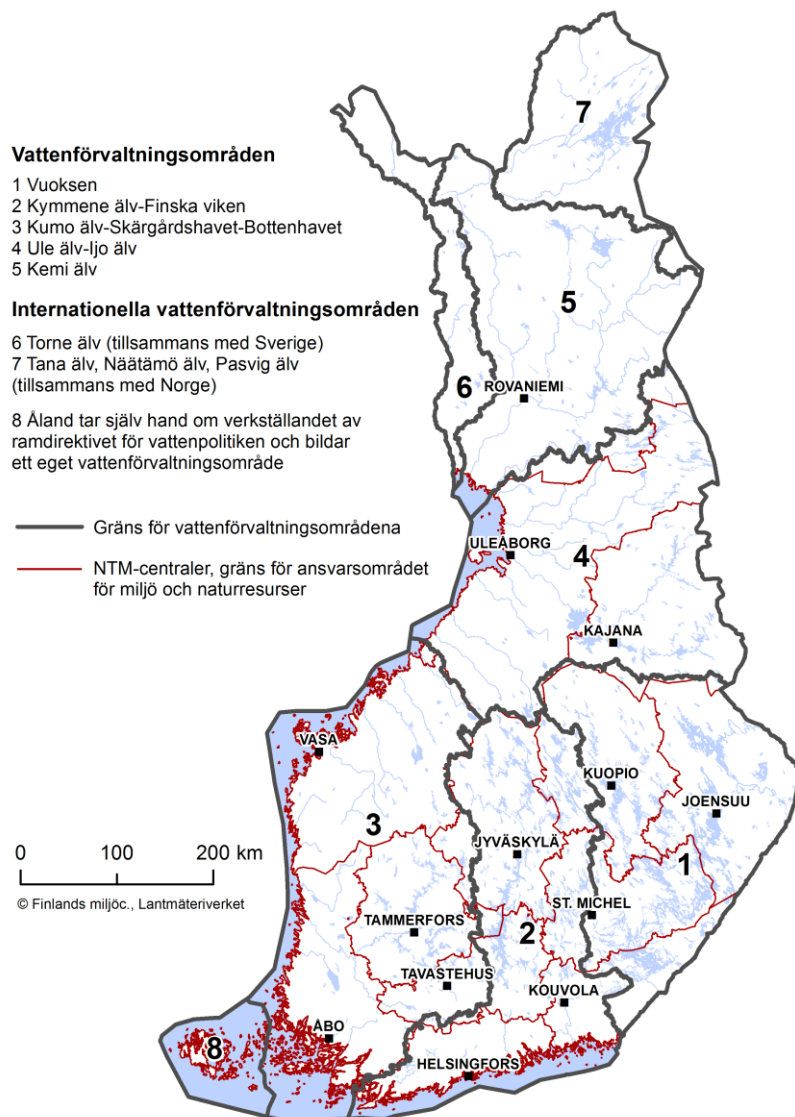 Vattenförvaltningsområden
1 Vuoksen
2 Kymmene älv-Finska viken
3 Kumo älv-Skärgårdshavet-Bottenhavet
4 Ule älv-Ijo älv
5 Kemi älv
Internationella vattenförvaltningsområden
6 Torne älv (tillsammans med Sverige)
7 Tana älv, Näätämö älv, Pasvig älv
(tillsammans med Norge)
8 Åland tar själv hand om verkställandet av
ramdirektivet för vattenpolitiken och bildar
ett eget vattenförvaltningsområde
Gräns för vattenförvaltningsområdena
NTM-centraler, gräns för ansvarsområdet
för miljö och naturresurser
0 100 200 km
© Finlands miljöc., Lantmäteriverket
7
5
6
ROVANIEMI
ULEÅBORG
4
KAJANA
VASA
KUOPIO
JOENSUU
3
JYVÄSKYLÄ
1
ST. MICHEL
TAMMERFORS
2
TAVASTEHUS
KOUVOLA
ÅBO
8
HELSINGFORS